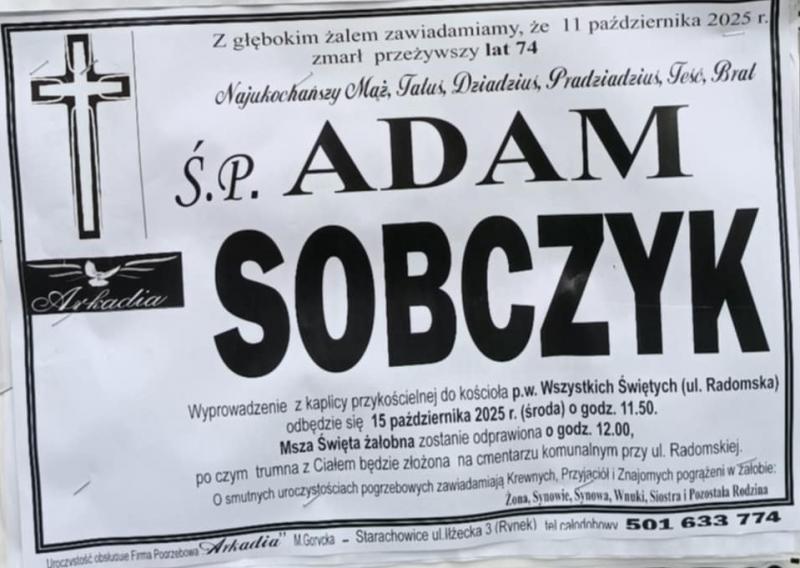 Z głębokim żalem zawiadamiamy, że 11 października 2025 r.
zmarł przeżywszy lat 74
Najukochańszy Mąż, Tatuś, Dziadziuś, Pradziadziuś, Teść, Brat
Ś.P. ADAM
SOBCZYK
Arkadia
Wyprowadzenie z kaplicy przykościelnej do kościoła p.w. Wszystkich Świętych (ul. Radomska)
odbędzie się 15 października 2025 r. (środa) o godz. 11.50.
Msza Święta żałobna zostanie odprawiona o godz. 12.00,
po czym trumna z Ciałem będzie złożona na cmentarzu komunalnym przy ul. Radomskiej.
O smutnych uroczystościach pogrzebowych zawiadamiają Krewnych, Przyjaciół i Znajomych pogrążeni w żałobie:
Żona, Synowie, Synowa, Wnuki, Siostra i Pozostała Rodzina
Uroczystość obsługuje Firma Pogrzebowa "Arkadia" M.Gorycka – Starachowice ul.Iłżecka 3 (Rynek) tel całodobowy 501 633 774